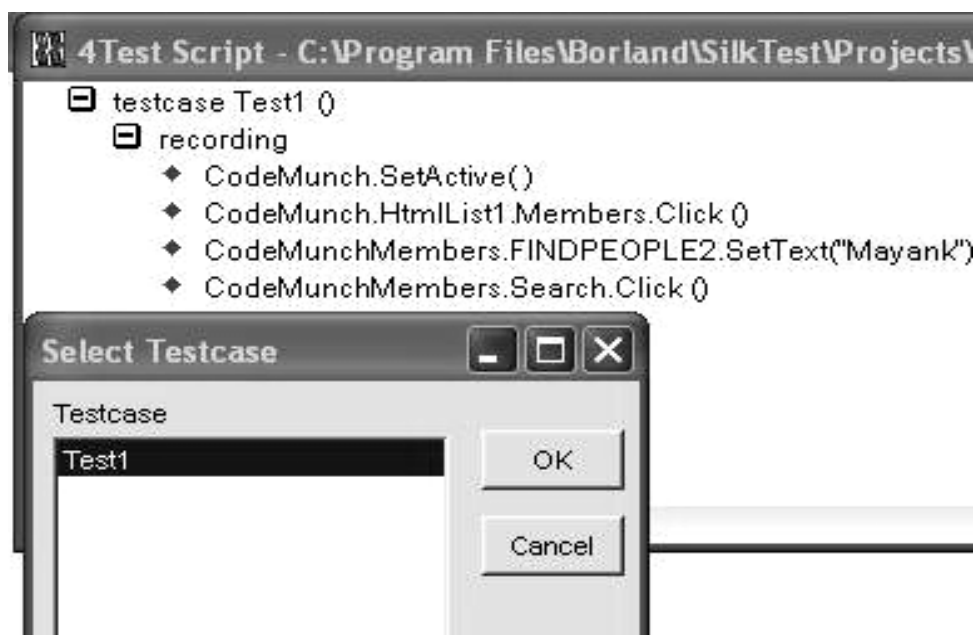 4Test Script - C:\Program Files\Borland\SilkTest\Projects\
testcase Test1 ()
recording
CodeMunch.SetActive()
CodeMunch.HtmlList1.Members.Click ()
CodeMunchMembers.FINDPEOPLE2.SetText("Mayank")
CodeMunchMembers.Search.Click ()
Select Testcase
Testcase
Test1
OK
Cancel